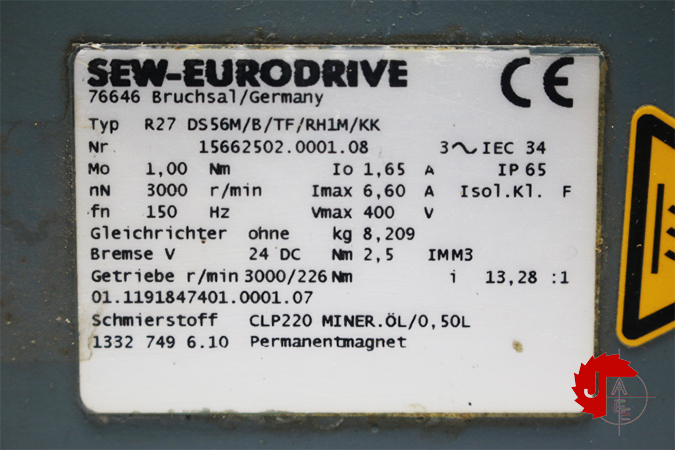 SEW-EURODRIVE
76646 Bruchsal/Germany
CE
Typ R27 DS56M/B/TF/RH1M/KK
Nr 15662502.0001.08 3~ IEC 34
Mo 1,00 Nm Io 1,65 A IP 65
nN 3000 r/min Imax 6,60 A Isol.Kl. F
fn 150 Hz Vmax 400 V
Gleichrichter ohne kg 8,209
Bremse V 24 DC Nm 2,5 IMM3
Getriebe r/min 3000/226 Nm i 13,28 :1
01.1191847401.0001.07
Schmierstoff CLP220 MINER.ÖL/0,50L
1332 749 6.10 Permanentmagnet